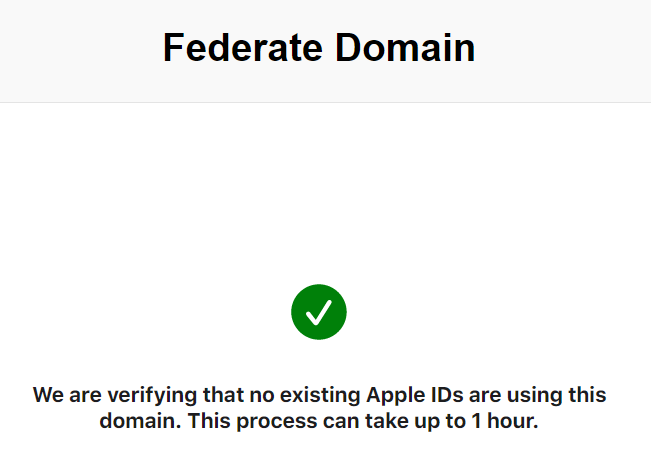 Federate Domain
We are verifying that no existing Apple IDs are using this
domain. This process can take up to 1 hour.